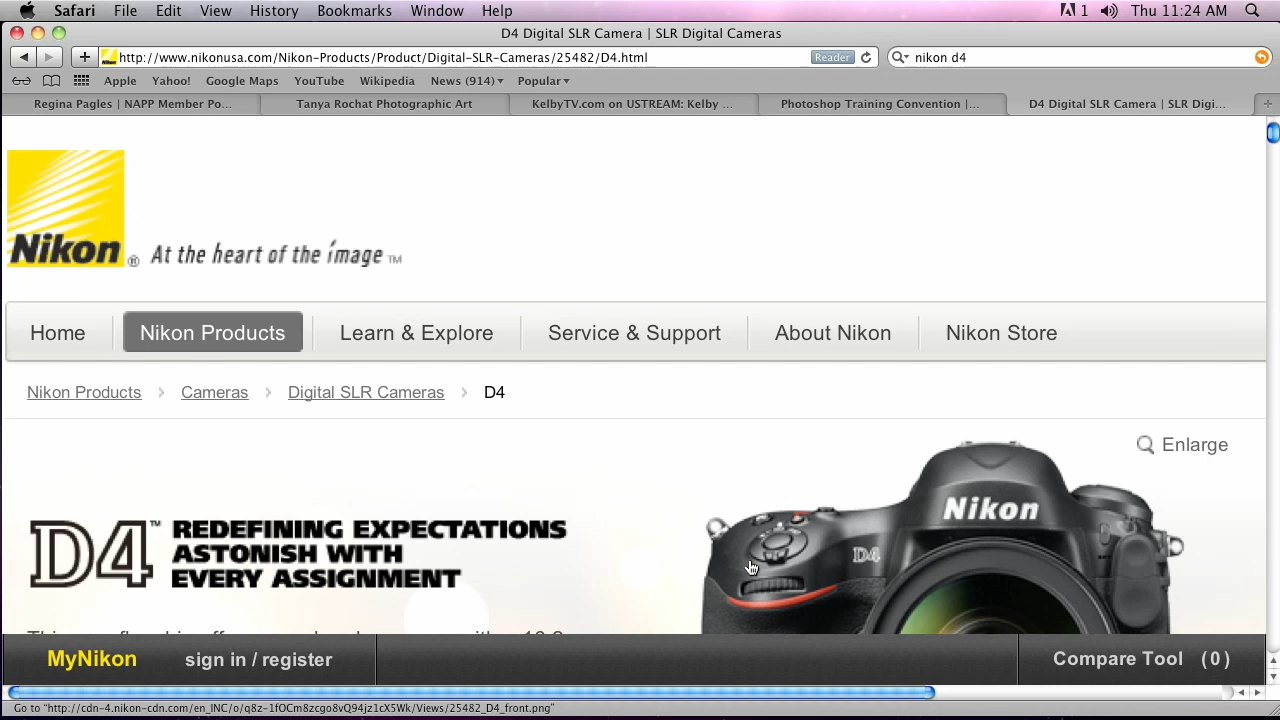 Safari File Edit View History Bookmarks Window Help 1 Thu 11:24 AM
D4 Digital SLR Camera | SLR Digital Cameras
http://www.nikonusa.com/Nikon-Products/Product/Digital-SLR-Cameras/25482/D4.html Reader nikon d4
Apple Yahoo! Google Maps YouTube Wikipedia News (914)▾ Popular▾
Regina Pagles | NAPP Member Po... Tanya Rochat Photographic Art KelbyTV.com on USTREAM: Kelby ... Photoshop Training Convention |... D4 Digital SLR Camera | SLR Digi...
Nikon® At the heart of the image™
Home Nikon Products Learn & Explore Service & Support About Nikon Nikon Store
Nikon Products › Cameras › Digital SLR Cameras › D4
Enlarge
Nikon
D4
D4™ REDEFINING EXPECTATIONS
ASTONISH WITH
EVERY ASSIGNMENT
MyNikon sign in / register Compare Tool (0)
Go to "http://cdn-4.nikon-cdn.com/en_INC/o/q8z-1fOCm8zcgo8vQ94jz1cX5Wk/Views/25482_D4_front.png"